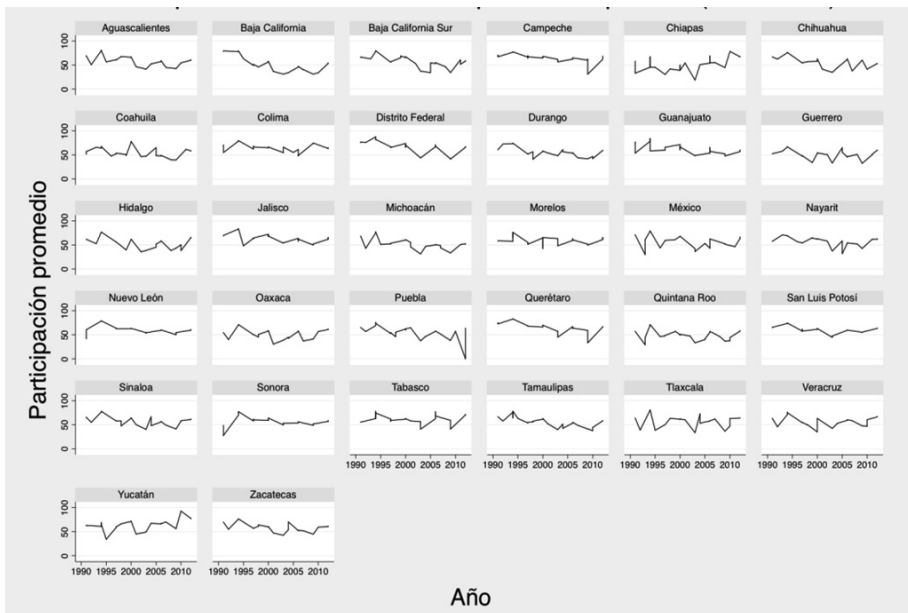 Aguascalientes Baja California Baja California Sur Campeche Chiapas Chihuahua
0 50 100
Coahuila Colima Distrito Federal Durango Guanajuato Guerrero
0 50 100
Hidalgo Jalisco Michoacán Morelos México Nayarit
0 50 100
Nuevo León Oaxaca Puebla Querétaro Quintana Roo San Luis Potosí
0 50 100
Sinaloa Sonora Tabasco Tamaulipas Tlaxcala Veracruz
0 50 100
1990 1995 2000 2005 2010 1990 1995 2000 2005 2010 1990 1995 2000 2005 2010 1990 1995 2000 2005 2010
Yucatán Zacatecas
0 50 100
1990 1995 2000 2005 2010 1990 1995 2000 2005 2010
Participación promedio
Año